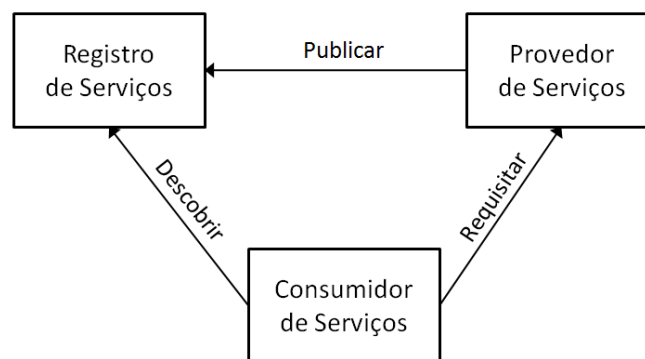 Registro
de Serviços
Publicar
Provedor
de Serviços
Descobrir
Requisitar
Consumidor
de Serviços